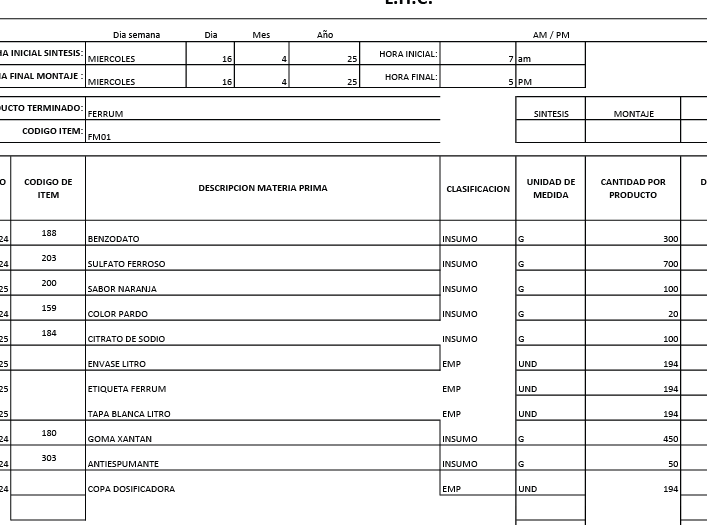 L.H.C.
Dia semana Dia Mes Año AM / PM
HA INICIAL SINTESIS: MIERCOLES 16 4 25 HORA INICIAL: 7 am
A FINAL MONTAJE : MIERCOLES 16 4 25 HORA FINAL: 5 PM
UCTO TERMINADO: FERRUM SINTESIS MONTAJE
CODIGO ITEM: FM01
O CODIGO DE ITEM DESCRIPCION MATERIA PRIMA CLASIFICACION UNIDAD DE MEDIDA CANTIDAD POR PRODUCTO D
24 188 BENZODATO INSUMO G 300
24 203 SULFATO FERROSO INSUMO G 700
25 200 SABOR NARANJA INSUMO G 100
24 159 COLOR PARDO INSUMO G 20
25 184 CITRATO DE SODIO INSUMO G 100
25 ENVASE LITRO EMP UND 194
25 ETIQUETA FERRUM EMP UND 194
25 TAPA BLANCA LITRO EMP UND 194
24 180 GOMA XANTAN INSUMO G 450
24 303 ANTIESPUMANTE INSUMO G 50
24 COPA DOSIFICADORA EMP UND 194